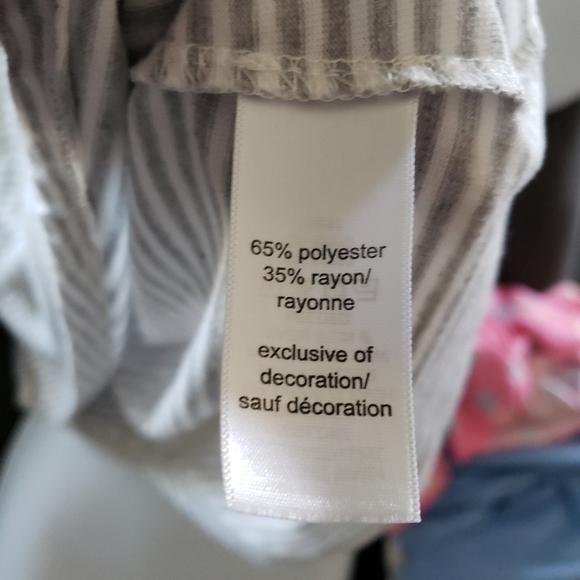 65% polyester
35% rayon/
rayonne
exclusive of
decoration/
sauf décoration